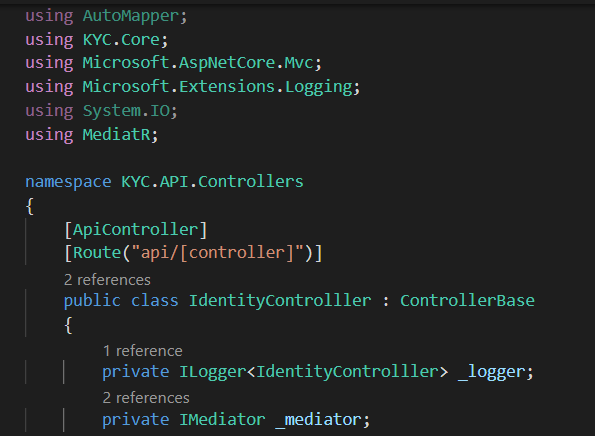 using AutoMapper;
using KYC.Core;
using Microsoft.AspNetCore.Mvc;
using Microsoft.Extensions.Logging;
using System.IO;
using MediatR;
namespace KYC.API.Controllers
{
[ApiController]
[Route("api/[controller]")]
2 references
public class IdentityControlller : ControllerBase
{
1 reference
private ILogger<IdentityControlller> _logger;
2 references
private IMediator _mediator;